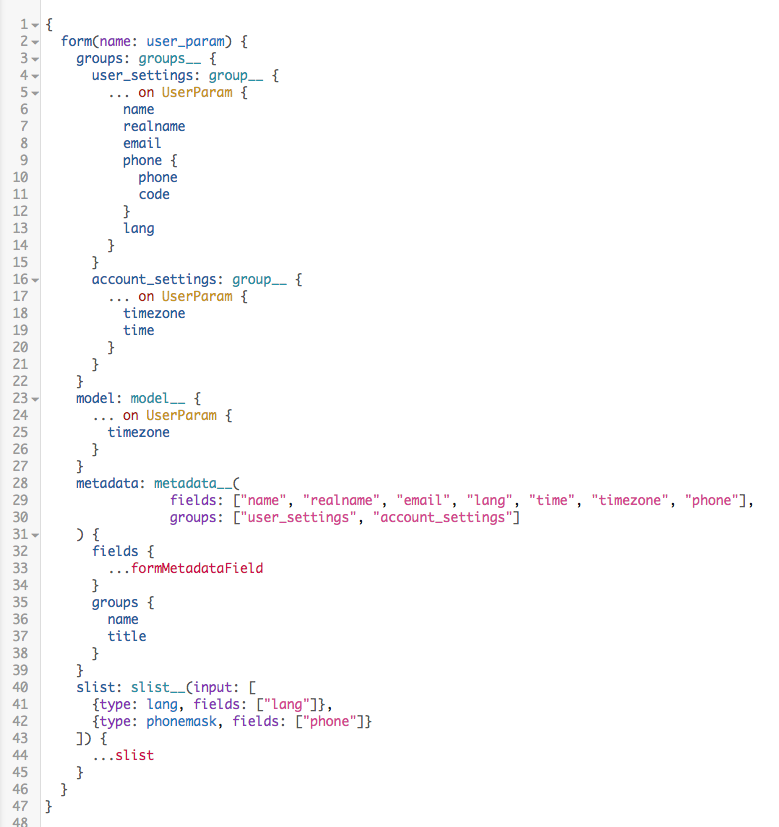 1 {
2   form(name: user_param) {
3     groups: groups__ {
4       user_settings: group__ {
5         ... on UserParam {
6           name
7           realname
8           email
9           phone {
10             phone
11             code
12           }
13           lang
14         }
15       }
16       account_settings: group__ {
17         ... on UserParam {
18           timezone
19           time
20         }
21       }
22     }
23     model: model__ {
24       ... on UserParam {
25         timezone
26       }
27     }
28     metadata: metadata__(
29                 fields: ["name", "realname", "email", "lang", "time", "timezone", "phone"],
30                 groups: ["user_settings", "account_settings"]
31     ) {
32       fields {
33         ...formMetadataField
34       }
35       groups {
36         name
37         title
38       }
39     }
40     slist: slist__(input: [
41       {type: lang, fields: ["lang"]},
42       {type: phonemask, fields: ["phone"]}
43     ]) {
44       ...slist
45     }
46   }
47 }
48